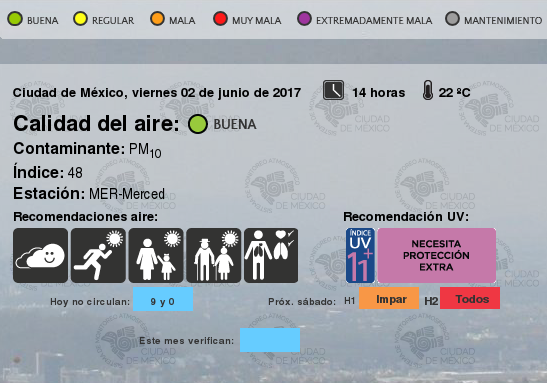 BUENA REGULAR MALA MUY MALA EXTREMADAMENTE MALA MANTENIMIENTO
Ciudad de México, viernes 02 de junio de 2017 14 horas 22 ºC
Calidad del aire: BUENA
Contaminante: PM10
Índice: 48
Estación: MER-Merced
Recomendaciones aire: Recomendación UV:
ÍNDICE UV 11+ NECESITA PROTECCIÓN EXTRA
Hoy no circulan: 9 y 0 Próx. sábado: H1 Impar H2 Todos
Este mes verifican: